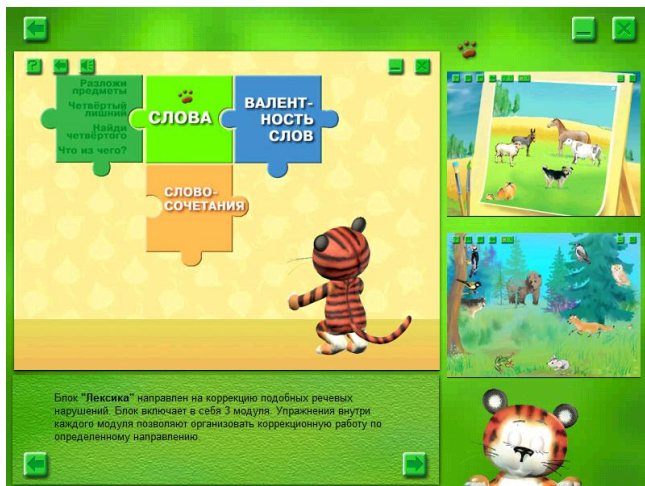 Разложи
предметы
Четвёртый
лишний
Найди
четвёртого
Что из чего?
СЛОВА
ВАЛЕНТ-
НОСТЬ
СЛОВ
СЛОВО-
СОЧЕТАНИЯ
Блок "Лексика" направлен на коррекцию подобных речевых
нарушений. Блок включает в себя 3 модуля. Упражнения внутри
каждого модуля позволяют организовать коррекционную работу по
определенному направлению.